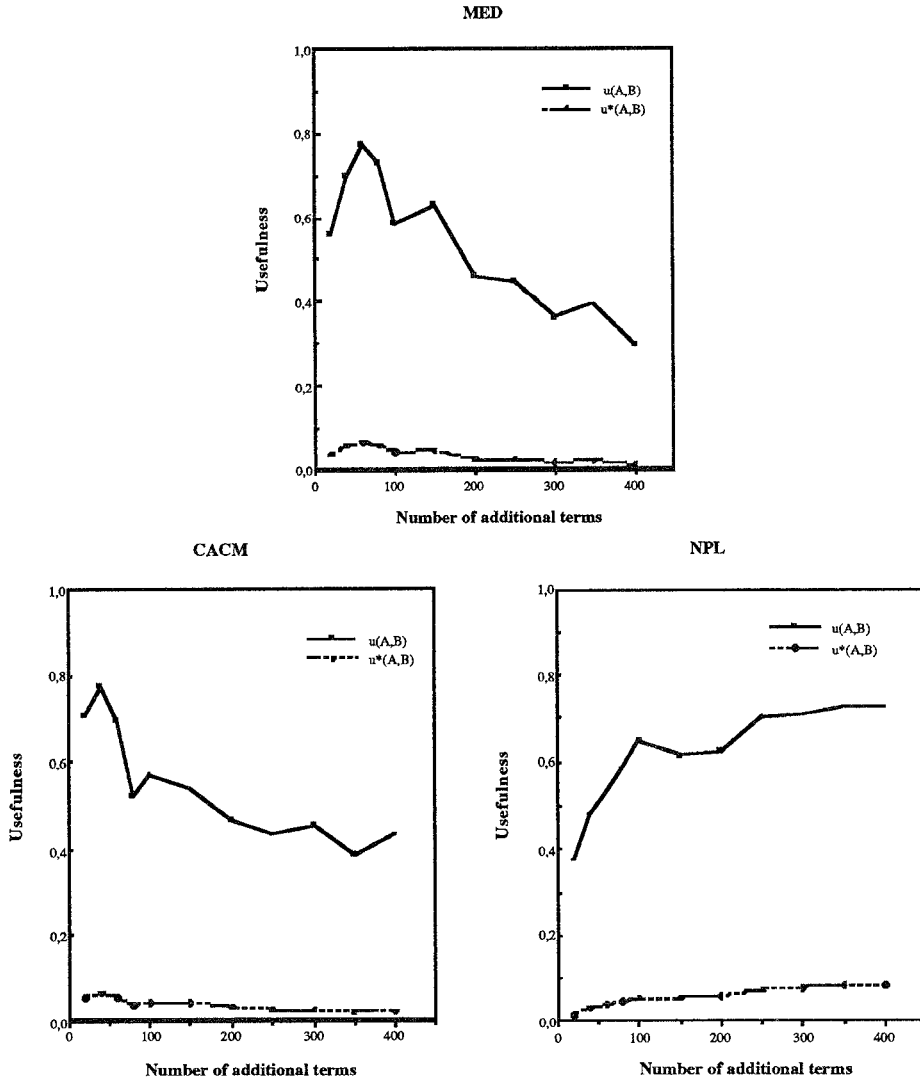 MED
1,0
u(A,B)
u*(A,B)
0,8
0,6
Usefulness
0,4
0,2
0,0
0 100 200 300 400
Number of additional terms
CACM
1,0
u(A,B)
u*(A,B)
0,8
0,6
Usefulness
0,4
0,2
0,0
0 100 200 300 400
Number of additional terms
NPL
1,0
u(A,B)
u*(A,B)
0,8
0,6
Usefulness
0,4
0,2
0,0
0 100 200 300 400
Number of additional terms